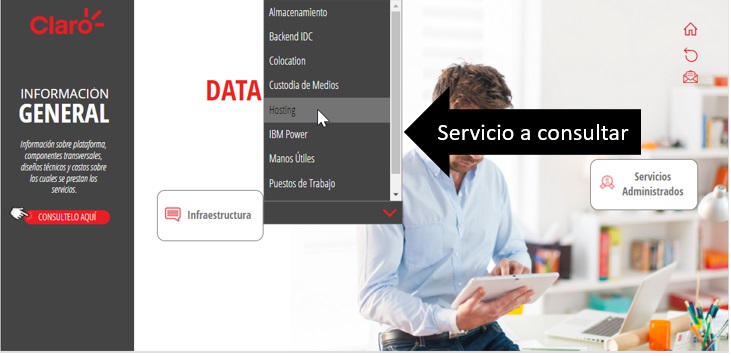 Claro
INFORMACIÓN
GENERAL
Información sobre plataforma,
componentes transversales,
diseños técnicos y costos sobre
los cuales se prestan los
servicios.
CONSULTELO AQUÍ
DATA
Almacenamiento
Backend IDC
Colocation
Custodia de Medios
Hosting
IBM Power
Manos Útiles
Puestos de Trabajo
Infraestructura
Servicio a consultar
Servicios
Administrados